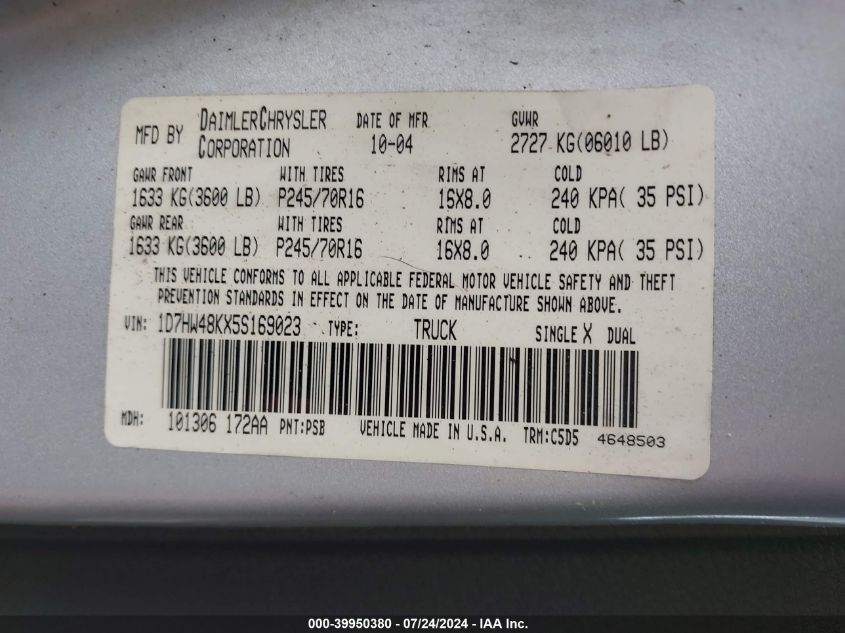 MFD BY DAIMLERCHRYSLER CORPORATION DATE OF MFR 10-04 GVWR 2727 KG(06010 LB)
GAWR FRONT WITH TIRES RIMS AT COLD
1633 KG(3600 LB) P245/70R16 16X8.0 240 KPA( 35 PSI)
GAWR REAR WITH TIRES RIMS AT COLD
1633 KG(3600 LB) P245/70R16 16X8.0 240 KPA( 35 PSI)
THIS VEHICLE CONFORMS TO ALL APPLICABLE FEDERAL MOTOR VEHICLE SAFETY AND THEFT
PREVENTION STANDARDS IN EFFECT ON THE DATE OF MANUFACTURE SHOWN ABOVE.
VIN: 1D7HW48KX5S169023 TYPE: TRUCK SINGLE X DUAL
MDH: 101306 172AA PNT:PSB VEHICLE MADE IN U.S.A. TRM:C5D5 4648503
000-39950380 - 07/24/2024 - IAA Inc.